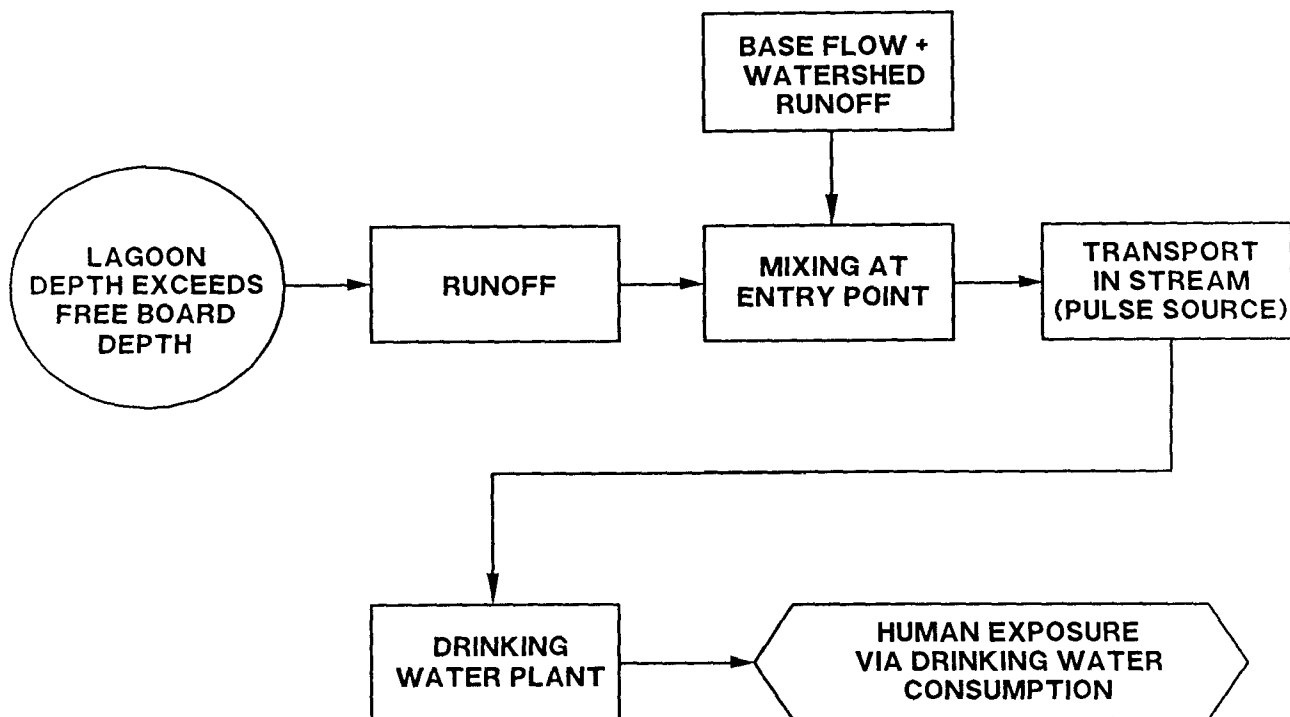 BASE FLOW +
WATERSHED
RUNOFF
LAGOON
DEPTH EXCEEDS
FREE BOARD
DEPTH
RUNOFF
MIXING AT
ENTRY POINT
TRANSPORT
IN STREAM
(PULSE SOURCE)
DRINKING
WATER PLANT
HUMAN EXPOSURE
VIA DRINKING WATER
CONSUMPTION